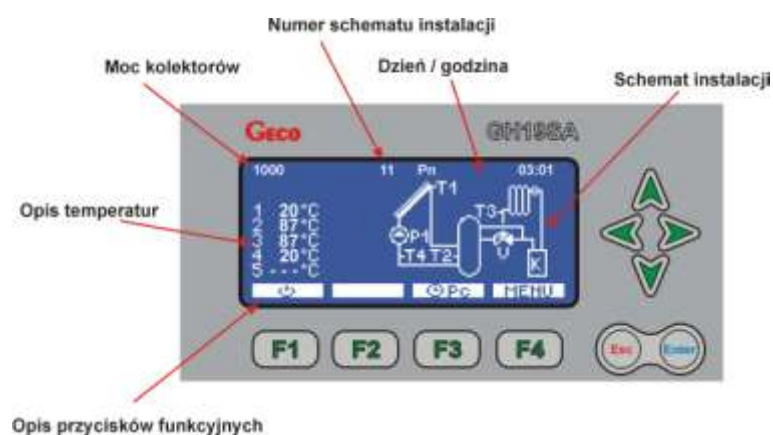 Numer schematu instalacji
Moc kolektorów
Dzień / godzina
Schemat instalacji
GECO
GH19SA
1000 11 Pn 03:01
T1
Opis temperatur
1 20°C
2 87°C
3 87°C
4 20°C
5 ---°C
T3
P1
T4 T2
U
K
Pc MENU
F1 F2 F3 F4
Esc Enter
Opis przycisków funkcyjnych